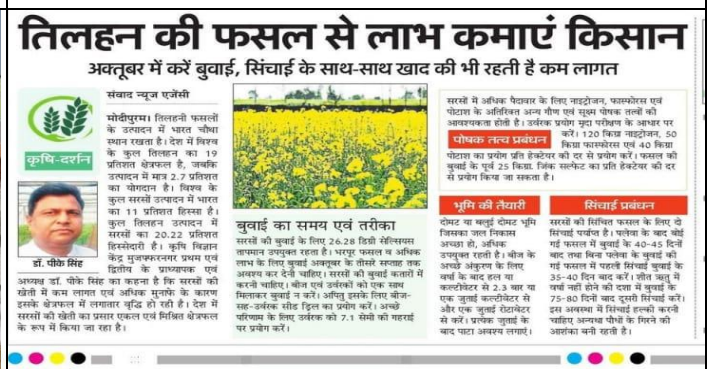 तिलहन की फसल से लाभ कमाएं किसान
अक्तूबर में करें बुवाई, सिंचाई के साथ-साथ खाद की भी रहती है कम लागत
कृषि-दर्शन
डॉ. पीके सिंह
संवाद न्यूज एजेंसी
मोदीपुरम। तिलहनी फसलों
के उत्पादन में भारत चौथा
स्थान रखता है। देश में विश्व
के कुल तिलहन का 19
प्रतिशत क्षेत्रफल है, जबकि
उत्पादन में मात्र 2.7 प्रतिशत
का योगदान है। विश्व के
कुल सरसों उत्पादन में भारत
का 11 प्रतिशत हिस्सा है।
कुल तिलहन उत्पादन में
सरसों का 20.22 प्रतिशत
हिस्सेदारी है। कृषि विज्ञान
केंद्र मुजफ्फरनगर प्रथम एवं
द्वितीय के प्राध्यापक एवं
अध्यक्ष डॉ. पीके सिंह का कहना है कि सरसों की
खेती में कम लागत एवं अधिक मुनाफे के कारण
इसके क्षेत्रफल में लगातार वृद्धि हो रही है। देश में
सरसों की खेती का प्रसार एकल एवं मिश्रित क्षेत्रफल
के रूप में किया जा रहा है।
बुवाई का समय एवं तरीका
सरसों की बुवाई के लिए 26.28 डिग्री सेल्सियस
तापमान उपयुक्त रहता है। भरपूर फसल व अधिक
लाभ के लिए बुवाई अक्तूबर के तीसरे सप्ताह तक
अवश्य कर देनी चाहिए। सरसों की बुवाई कतारों में
करनी चाहिए। बीज एवं उर्वरकों को एक साथ
मिलाकर बुवाई न करें। अपितु इसके लिए बीज-
सह-उर्वरक सीड ड्रिल का प्रयोग करें। अच्छे
परिणाम के लिए उर्वरक को 7.1 सेमी की गहराई
पर प्रयोग करें।
सरसों में अधिक पैदावार के लिए नाइट्रोजन, फास्फोरस एवं
पोटाश के अतिरिक्त अन्य गौण एवं सूक्ष्म पोषक तत्वों की
आवश्यकता होती है। उर्वरक प्रयोग मृदा परीक्षण के आधार पर
पोषक तत्व प्रबंधन
करें। 120 किग्रा नाइट्रोजन, 50
किग्रा फास्फोरस एवं 40 किग्रा
पोटाश का प्रयोग प्रति हेक्टेयर की दर से प्रयोग करें। फसल की
बुवाई के पूर्व 25 किग्रा. जिंक सल्फेट का प्रति हेक्टेयर की दर
से प्रयोग किया जा सकता है।
भूमि की तैयारी
दोमट या बलुई दोमट भूमि
जिसका जल निकास
अच्छा हो, अधिक
उपयुक्त रहती है। बीज के
अच्छे अंकुरण के लिए
वर्षा के बाद हल या
कल्टीवेटर से 2.3 बार या
एक जुताई कल्टीवेटर से
और एक जुताई रोटावेटर
से करें। प्रत्येक जुताई के
बाद पाटा अवश्य लगाएं।
सिंचाई प्रबंधन
सरसों की सिंचित फसल के लिए दो
सिंचाई पर्याप्त है। पलेवा के बाद बोई
गई फसल में बुवाई के 40-45 दिनों
बाद तथा बिना पलेवा के बुवाई की
गई फसल में पहली सिंचाई बुवाई के
35-40 दिन बाद करें। शीत ऋतु में
वर्षा नहीं होने की दशा में बुवाई के
75-80 दिनों बाद दूसरी सिंचाई करें।
इस अवस्था में सिंचाई हल्की करनी
चाहिए अन्यथा पौधों के गिरने की
आशंका बनी रहती है।